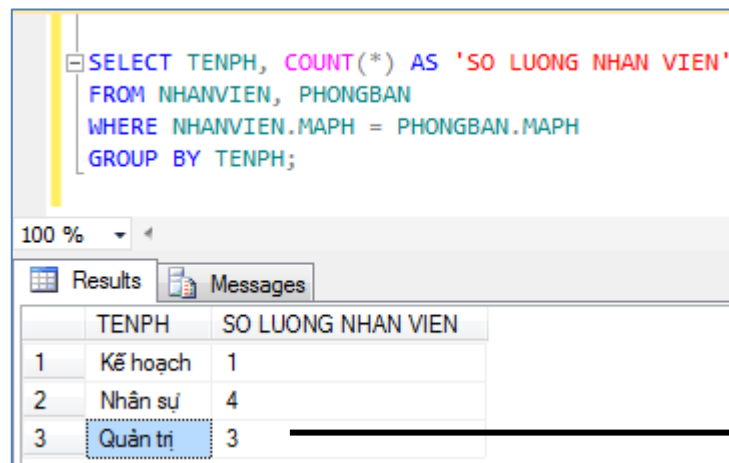 SELECT TENPH, COUNT(*) AS 'SO LUONG NHAN VIEN'
FROM NHANVIEN, PHONGBAN
WHERE NHANVIEN.MAPH = PHONGBAN.MAPH
GROUP BY TENPH;
100 %
Results Messages
TENPH SO LUONG NHAN VIEN
1 Kế hoạch 1
2 Nhân sự 4
3 Quản trị 3